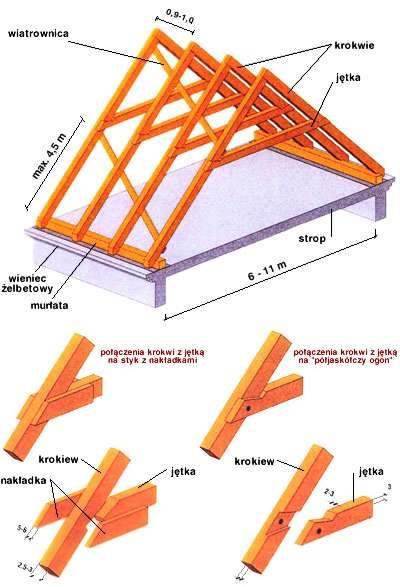 0,9-1,0
wiatrownica
krokwie
jętka
max. 4,5 m
strop
6 - 11 m
wieniec
żelbetowy
murłata
połączenia krokwi z jętką
na styk z nakładkami
połączenia krokwi z jętką
na "półjaskółczy ogon"
krokiew
jętka
nakładka
5-6
2.5-3
krokiew
jętka
2-3
3